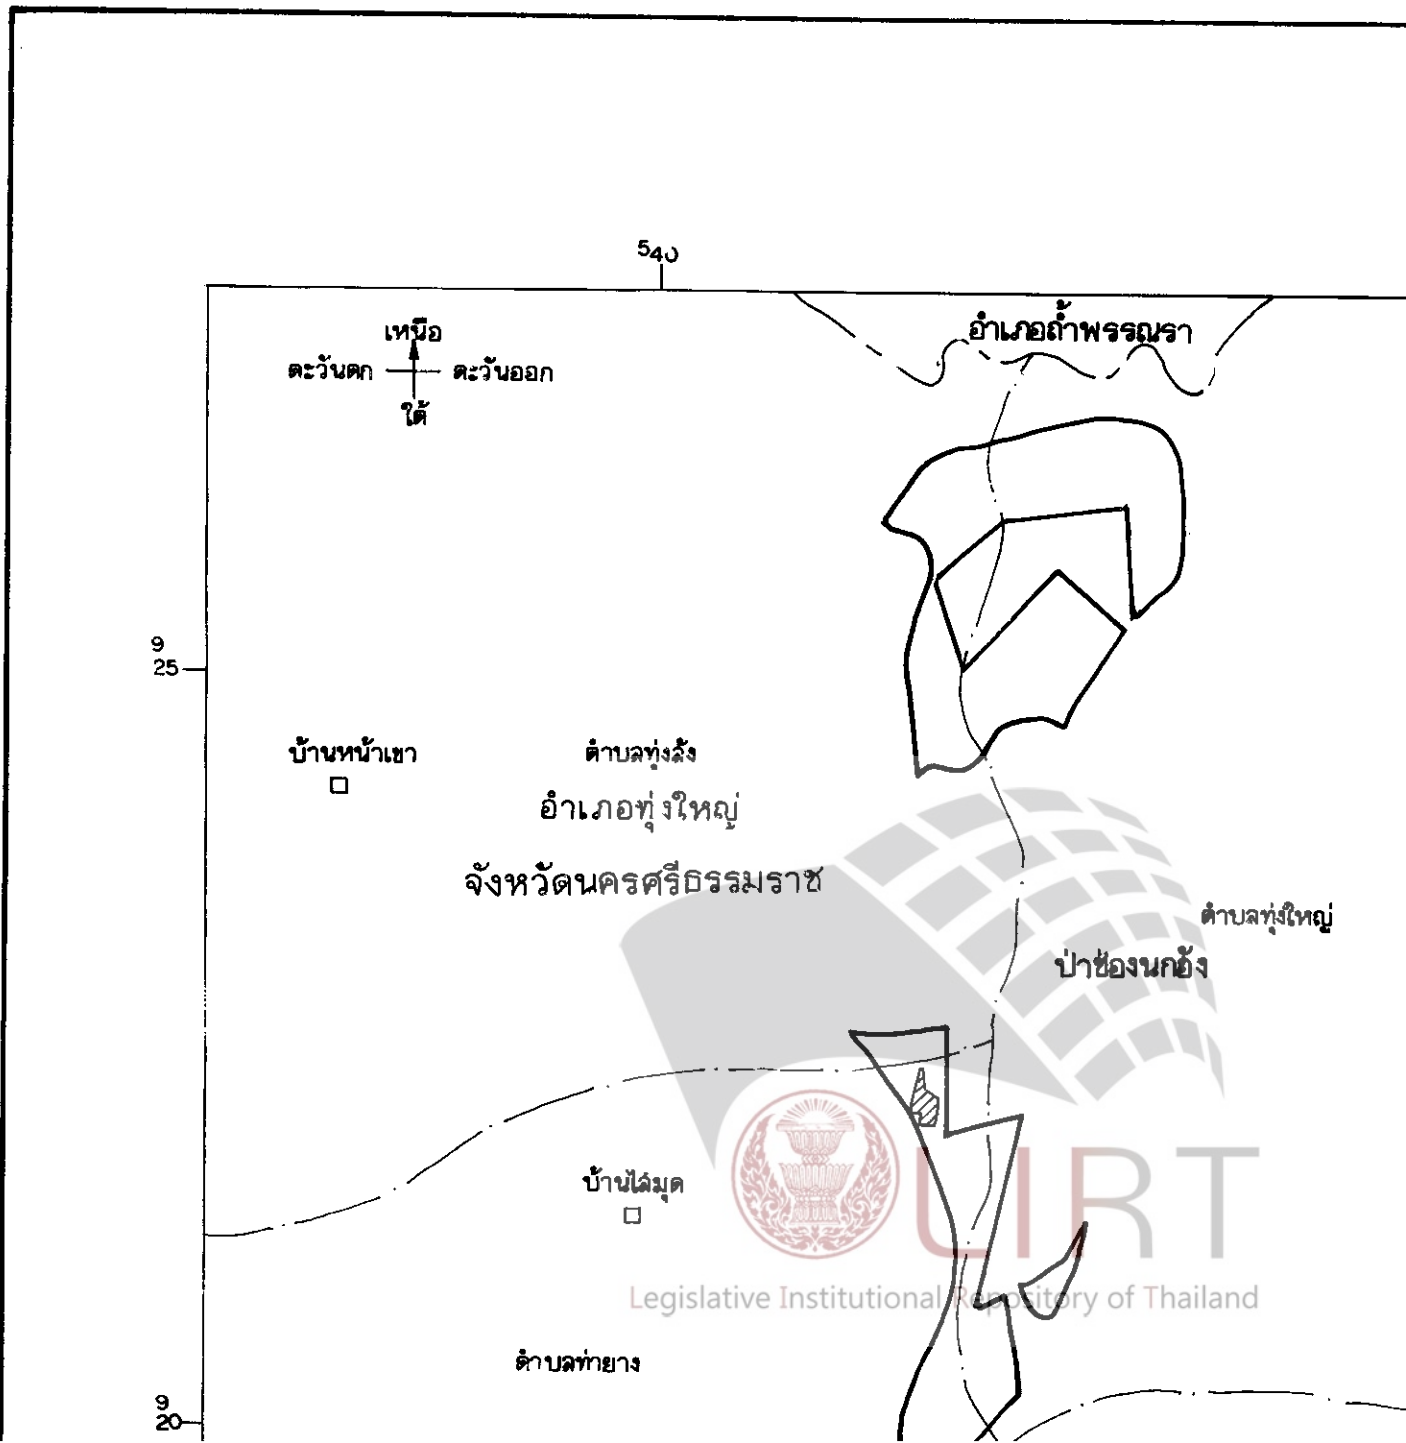 540
อำเภอถ้ำพรรณรา
เหนือ
ตะวันตก ตะวันออก
ใต้
9
25
บ้านหน้าเขา
ตำบลทุ่งสัง
อำเภอทุ่งใหญ่
จังหวัดนครศรีธรรมราช
ตำบลทุ่งใหญ่
ป่าช่องนกฮัง
บ้านไสมุด
LIRT
Legislative Institutional Repository of Thailand
ตำบลท่ายาง
9
20